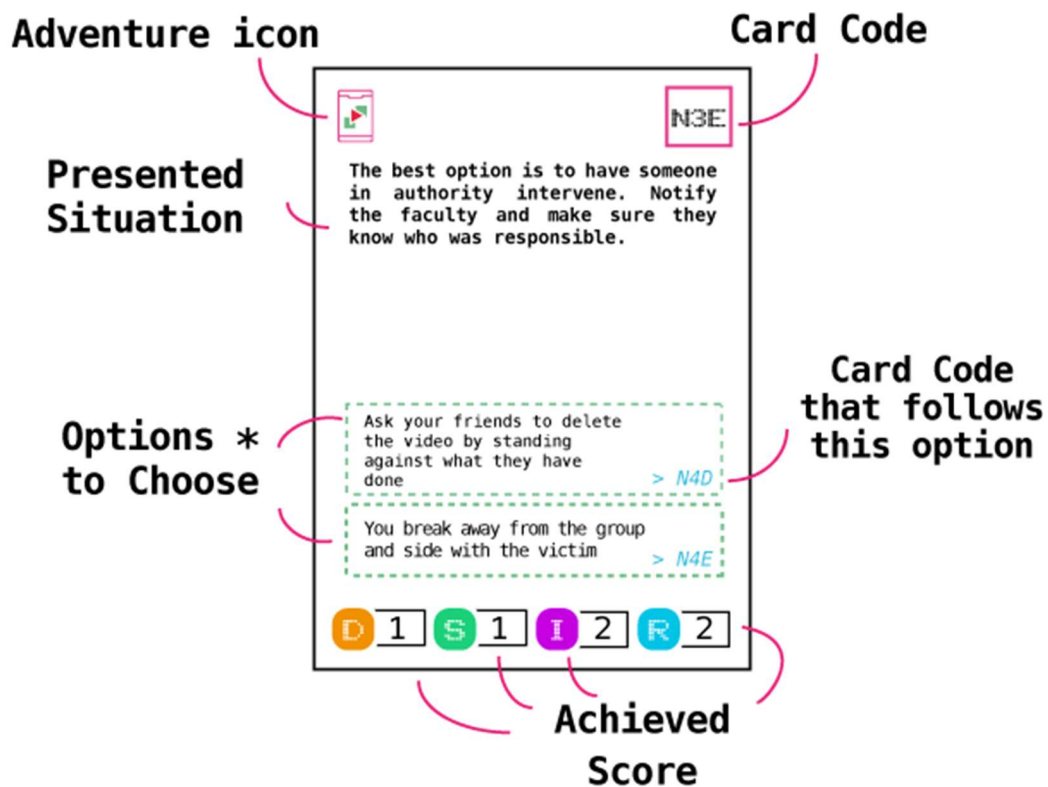 Adventure icon
Card Code
N3E
Presented
Situation
The best option is to have someone
in authority intervene. Notify
the faculty and make sure they
know who was responsible.
Options *
to Choose
Ask your friends to delete
the video by standing
against what they have
done
> N4D
Card Code
that follows
this option
You break away from the group
and side with the victim
> N4E
D 1 S 1 I 2 R 2
Achieved
Score